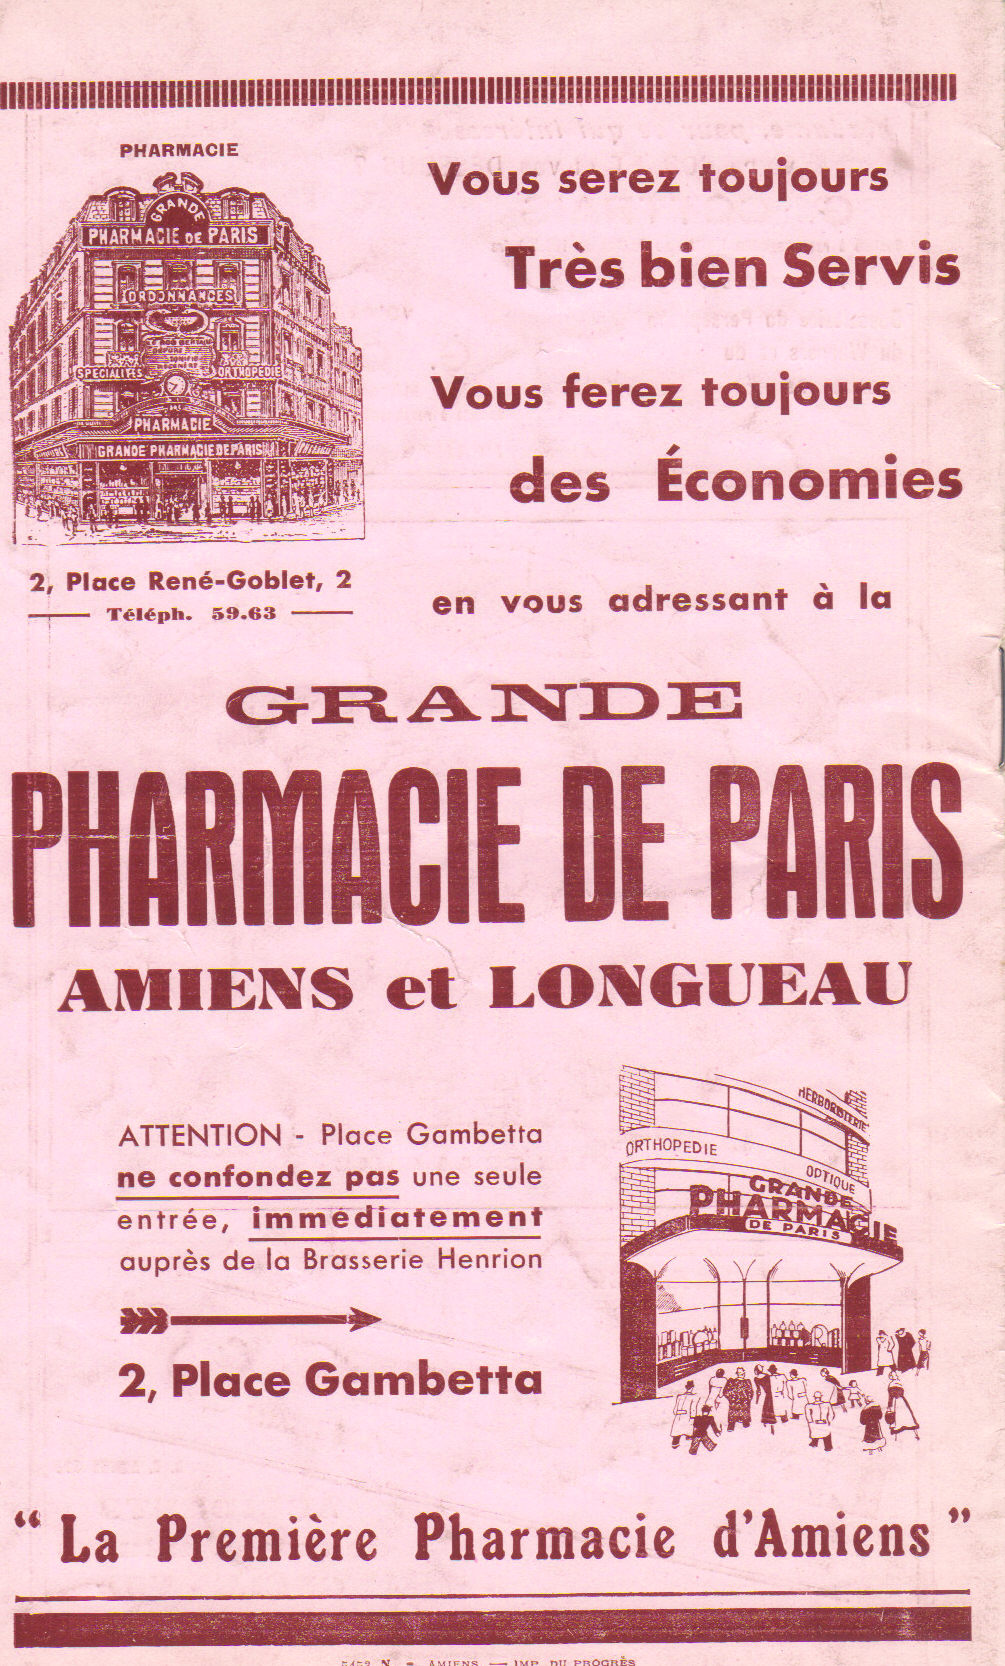 PHARMACIE
GRANDE
PHARMACIE DE PARIS
ORDONNANCES
SPECIALITÉS ORTHOPEDIE
PHARMACIE
GRANDE PHARMACIE DE PARIS
2, Place René-Goblet, 2
Téléph. 59.63
Vous serez toujours
Très bien Servis
Vous ferez toujours
des Économies
en vous adressant à la
GRANDE
PHARMACIE DE PARIS
AMIENS et LONGUEAU
ATTENTION - Place Gambetta
ne confondez pas une seule
entrée, immédiatement
auprès de la Brasserie Henrion
2, Place Gambetta
HERBORISTERIE
ORTHOPEDIE
OPTIQUE
GRANDE
PHARMACIE
DE PARIS
“ La Première Pharmacie d'Amiens ”
N. - AMIENS — IMP. DU PROGRÈS